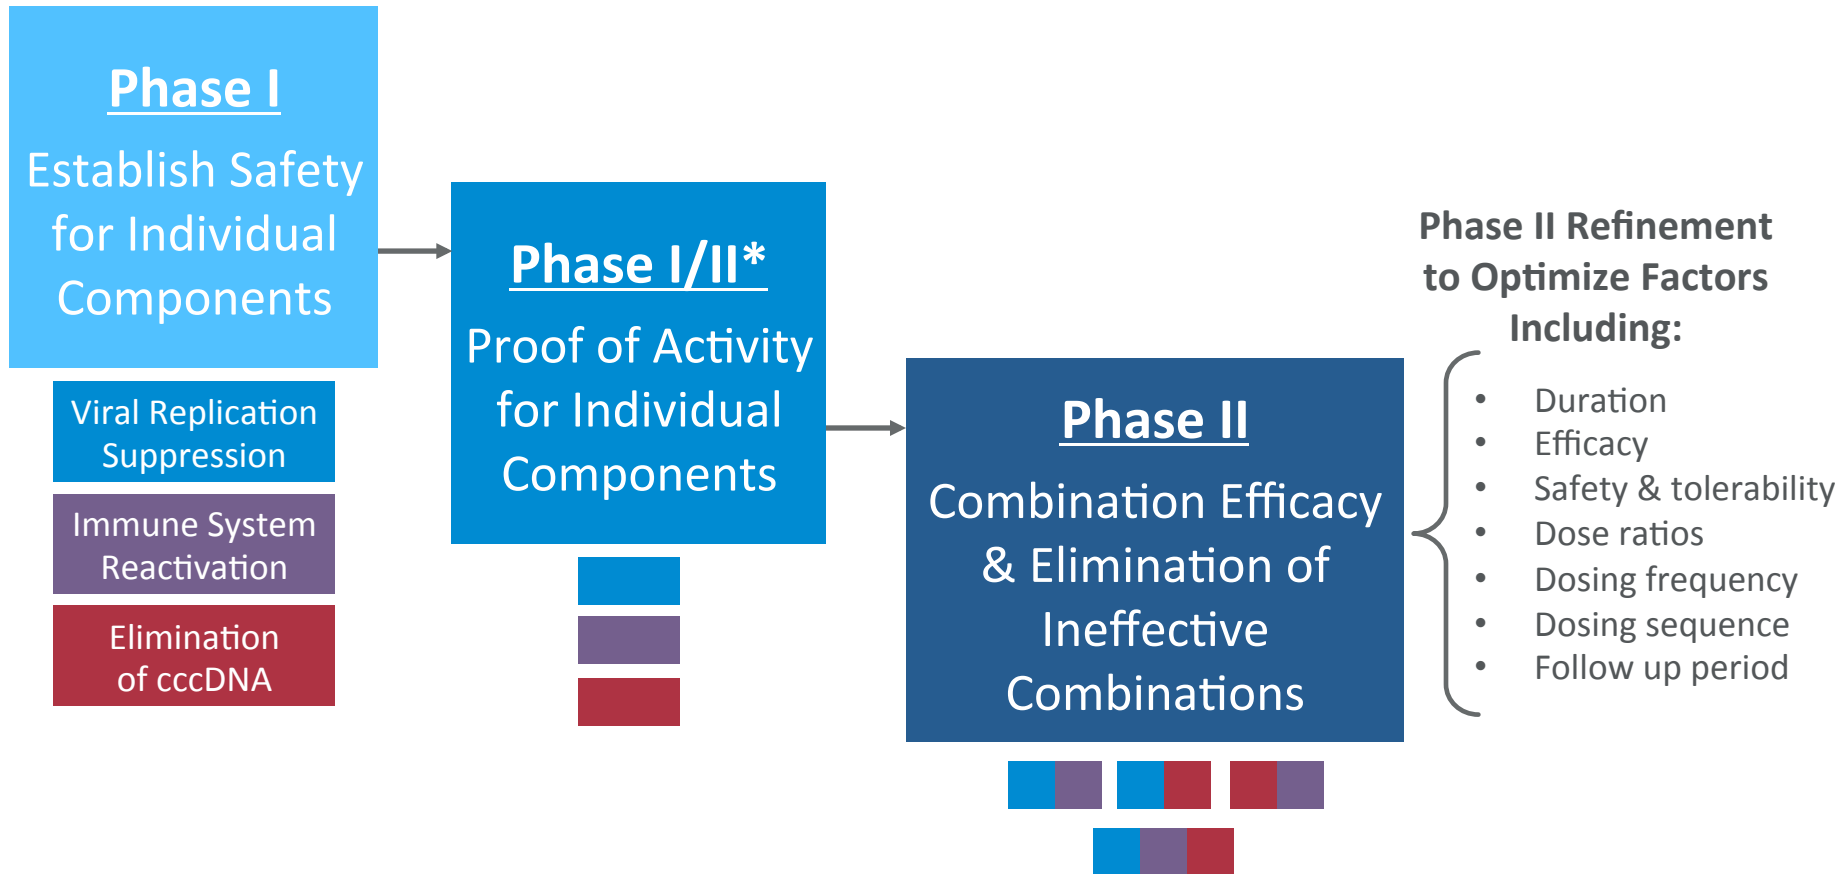 Phase I
Establish Safety
for Individual
Components
Viral Replication
Suppression
Immune System
Reactivation
Elimination
of cccDNA
Phase I/II*
Proof of Activity
for Individual
Components
Phase II
Combination Efficacy
& Elimination of
Ineffective
Combinations
Phase II Refinement
to Optimize Factors
Including:
• Duration
• Efficacy
• Safety & tolerability
• Dose ratios
• Dosing frequency
• Dosing sequence
• Follow up period